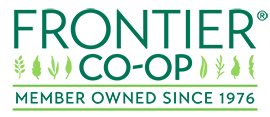 FRONTIER®
CO-OP
MEMBER OWNED SINCE 1976